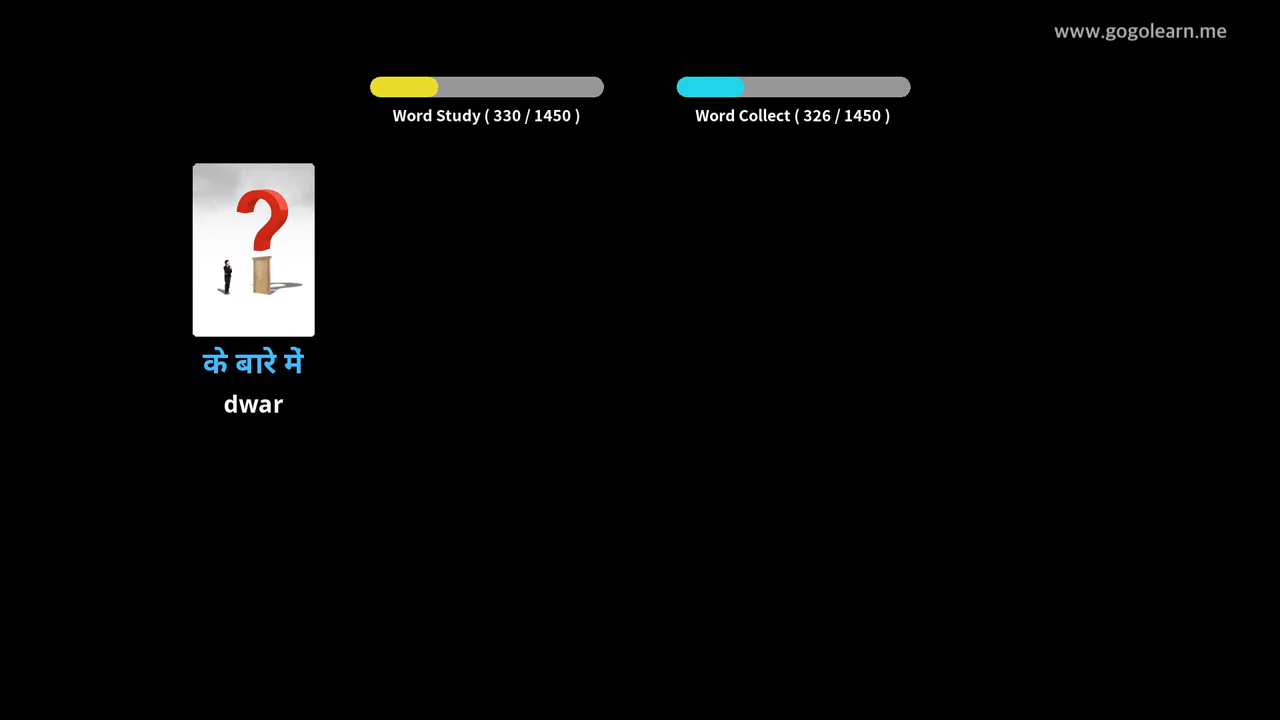 www.gogolearn.me
Word Study ( 330 / 1450 )
Word Collect ( 326 / 1450 )
?
के बारे में
dwar